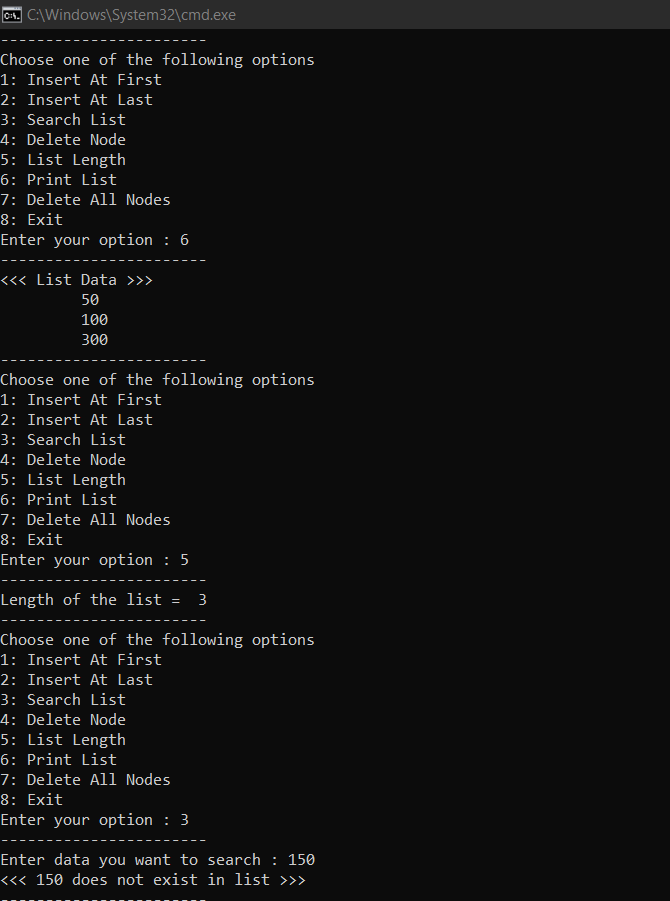 C:\Windows\System32\cmd.exe
-----------------------
Choose one of the following options
1: Insert At First
2: Insert At Last
3: Search List
4: Delete Node
5: List Length
6: Print List
7: Delete All Nodes
8: Exit
Enter your option : 6
-----------------------
<<< List Data >>>
         50
         100
         300
-----------------------
Choose one of the following options
1: Insert At First
2: Insert At Last
3: Search List
4: Delete Node
5: List Length
6: Print List
7: Delete All Nodes
8: Exit
Enter your option : 5
-----------------------
Length of the list =  3
-----------------------
Choose one of the following options
1: Insert At First
2: Insert At Last
3: Search List
4: Delete Node
5: List Length
6: Print List
7: Delete All Nodes
8: Exit
Enter your option : 3
-----------------------
Enter data you want to search : 150
<<< 150 does not exist in list >>>
-----------------------